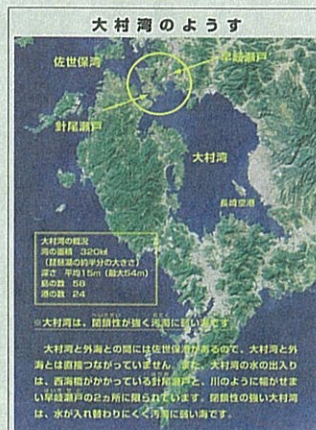 大村湾のようす
佐世保湾
早岐瀬戸
針尾瀬戸
大村湾
長崎空港
大村湾の概況
湾の面積 320㎢
(琵琶湖の約半分の大きさ)
深さ 平均15m(最大54m)
島の数 58
港の数 24
※大村湾は、閉鎖性が強く汚濁に弱い海です
大村湾と外海との間には佐世保湾があるので、大村湾と外
海とは直接つながっていません。また、大村湾の水の出入り
は、西海橋がかかっている針尾瀬戸と、川のように幅がせま
い早岐瀬戸の2ヵ所に限られています。閉鎖性の強い大村湾
は、水が入れ替わりにくく汚濁に弱い海です。